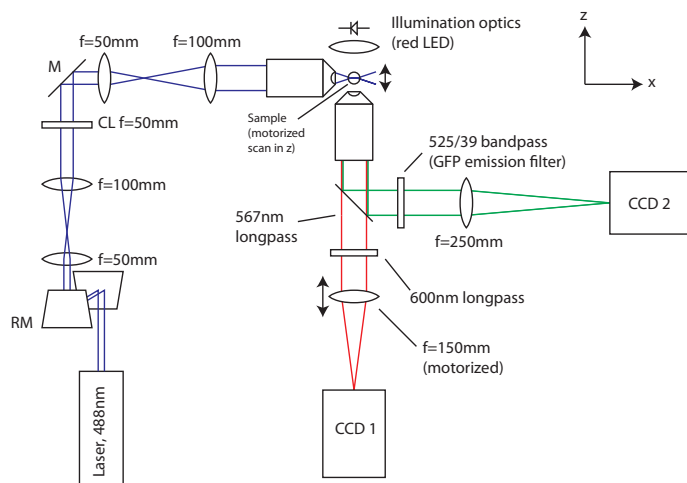 Illumination optics
(red LED)
z
x
f=50mm
f=100mm
M
Sample
(motorized
scan in z)
CL f=50mm
525/39 bandpass
(GFP emission filter)
f=100mm
567nm
longpass
CCD 2
f=250mm
f=50mm
600nm longpass
RM
f=150mm
(motorized)
Laser, 488nm
CCD 1